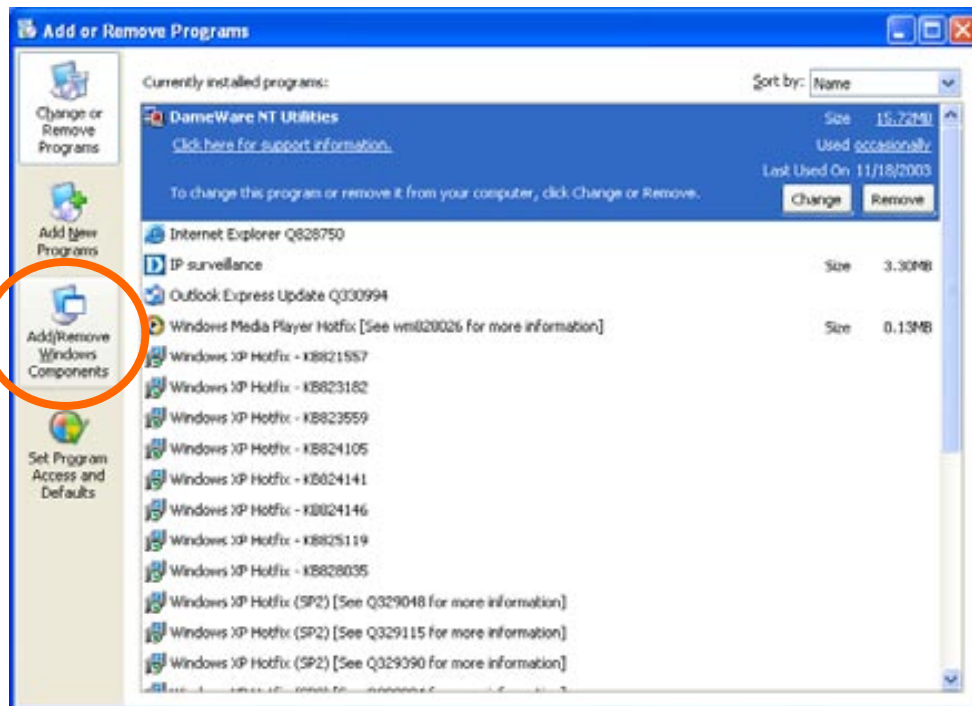 Add or Remove Programs
Change or
Remove
Programs
Add New
Programs
Add/Remove
Windows
Components
Set Program
Access and
Defaults
Currently installed programs:
Sort by: Name
DameWare NT Utilities Size 15.72MB
Click here for support information. Used occasionally
Last Used On 11/18/2003
To change this program or remove it from your computer, click Change or Remove. Change Remove
Internet Explorer Q828750
IP surveillance Size 3.30MB
Outlook Express Update Q330994
Windows Media Player Hotfix [See wm828026 for more information] Size 0.13MB
Windows XP Hotfix - KB821557
Windows XP Hotfix - KB823182
Windows XP Hotfix - KB823559
Windows XP Hotfix - KB824105
Windows XP Hotfix - KB824141
Windows XP Hotfix - KB824146
Windows XP Hotfix - KB825119
Windows XP Hotfix - KB828035
Windows XP Hotfix (SP2) [See Q329048 for more information]
Windows XP Hotfix (SP2) [See Q329115 for more information]
Windows XP Hotfix (SP2) [See Q329390 for more information]